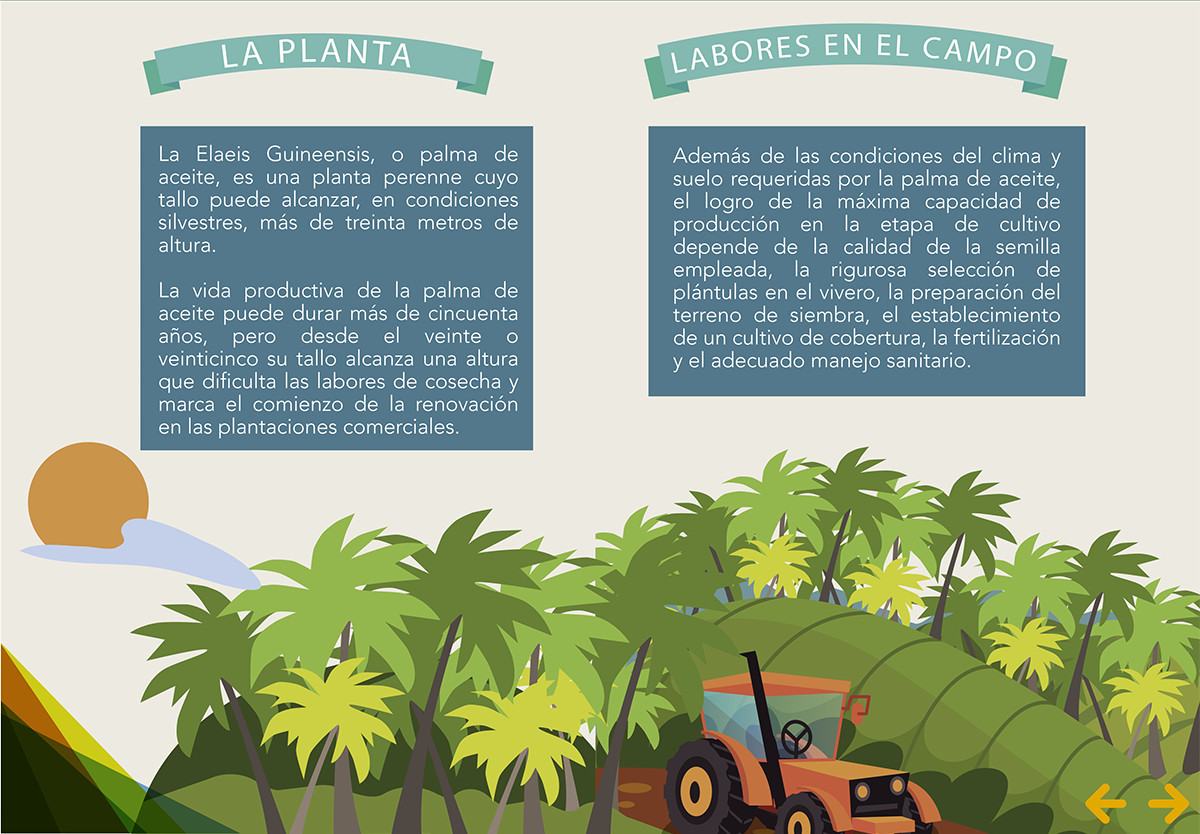 LA PLANTA
La Elaeis Guineensis, o palma de
aceite, es una planta perenne cuyo
tallo puede alcanzar, en condiciones
silvestres, más de treinta metros de
altura.
La vida productiva de la palma de
aceite puede durar más de cincuenta
años, pero desde el veinte o
veinticinco su tallo alcanza una altura
que dificulta las labores de cosecha y
marca el comienzo de la renovación
en las plantaciones comerciales.
LABORES EN EL CAMPO
Además de las condiciones del clima y
suelo requeridas por la palma de aceite,
el logro de la máxima capacidad de
producción en la etapa de cultivo
depende de la calidad de la semilla
empleada, la rigurosa selección de
plántulas en el vivero, la preparación del
terreno de siembra, el establecimiento
de un cultivo de cobertura, la fertilización
y el adecuado manejo sanitario.